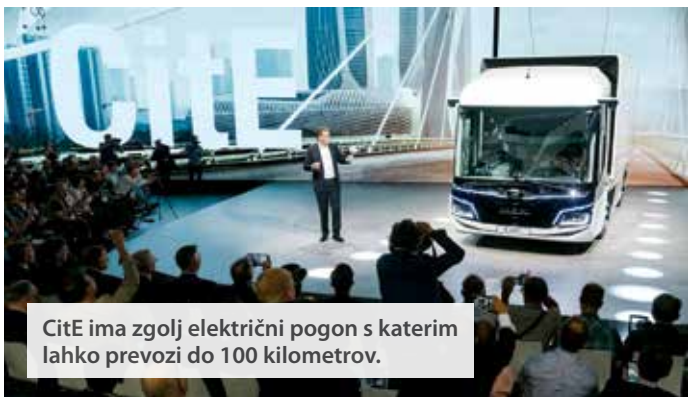 CitE
CitE ima zgolj električni pogon s katerim
lahko prevozi do 100 kilometrov.